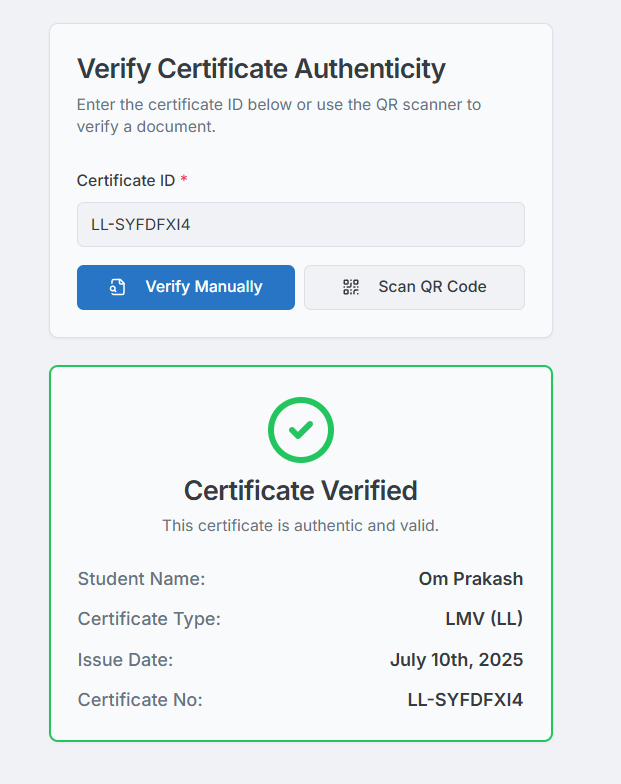 Verify Certificate Authenticity
Enter the certificate ID below or use the QR scanner to
verify a document.
Certificate ID *
LL-SYFDFXI4
Verify Manually
Scan QR Code
Certificate Verified
This certificate is authentic and valid.
Student Name: Om Prakash
Certificate Type: LMV (LL)
Issue Date: July 10th, 2025
Certificate No: LL-SYFDFXI4